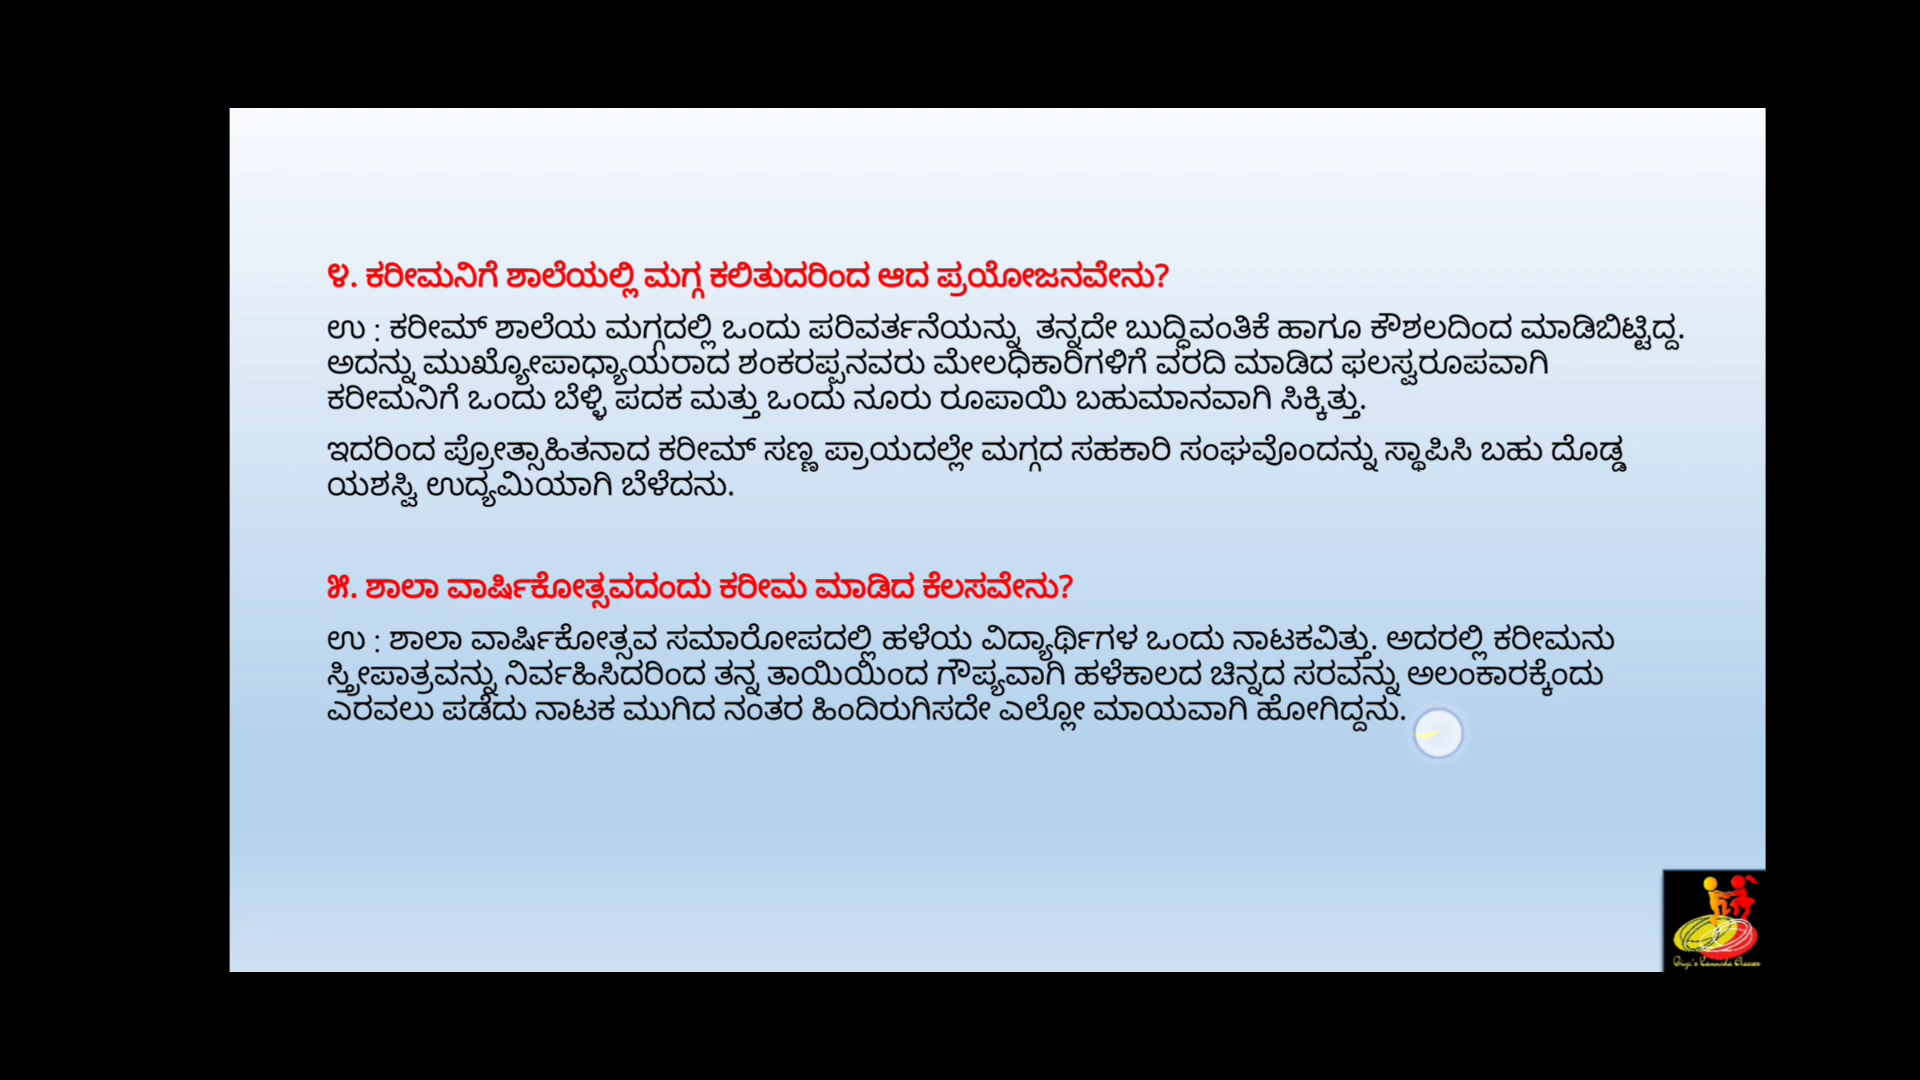 ೪. ಕರೀಮನಿಗೆ ಶಾಲೆಯಲ್ಲಿ ಮಗ್ಗ ಕಲಿತುದರಿಂದ ಆದ ಪ್ರಯೋಜನವೇನು?
ಉ : ಕರೀಮ್ ಶಾಲೆಯ ಮಗ್ಗದಲ್ಲಿ ಒಂದು ಪರಿವರ್ತನೆಯನ್ನು ತನ್ನದೇ ಬುದ್ಧಿವಂತಿಕೆ ಹಾಗೂ ಕೌಶಲದಿಂದ ಮಾಡಿಬಿಟ್ಟಿದ್ದ.
ಅದನ್ನು ಮುಖ್ಯೋಪಾಧ್ಯಾಯರಾದ ಶಂಕರಪ್ಪನವರು ಮೇಲಧಿಕಾರಿಗಳಿಗೆ ವರದಿ ಮಾಡಿದ ಫಲಸ್ವರೂಪವಾಗಿ
ಕರೀಮನಿಗೆ ಒಂದು ಬೆಳ್ಳಿ ಪದಕ ಮತ್ತು ಒಂದು ನೂರು ರೂಪಾಯಿ ಬಹುಮಾನವಾಗಿ ಸಿಕ್ಕಿತ್ತು.
ಇದರಿಂದ ಪ್ರೋತ್ಸಾಹಿತನಾದ ಕರೀಮ್ ಸಣ್ಣ ಪ್ರಾಯದಲ್ಲೇ ಮಗ್ಗದ ಸಹಕಾರಿ ಸಂಘವೊಂದನ್ನು ಸ್ಥಾಪಿಸಿ ಬಹು ದೊಡ್ಡ
ಯಶಸ್ವಿ ಉದ್ಯಮಿಯಾಗಿ ಬೆಳೆದನು.
೫. ಶಾಲಾ ವಾರ್ಷಿಕೋತ್ಸವದಂದು ಕರೀಮ ಮಾಡಿದ ಕೆಲಸವೇನು?
ಉ : ಶಾಲಾ ವಾರ್ಷಿಕೋತ್ಸವ ಸಮಾರೋಪದಲ್ಲಿ ಹಳೆಯ ವಿದ್ಯಾರ್ಥಿಗಳ ಒಂದು ನಾಟಕವಿತ್ತು. ಅದರಲ್ಲಿ ಕರೀಮನು
ಸ್ತ್ರೀಪಾತ್ರವನ್ನು ನಿರ್ವಹಿಸಿದರಿಂದ ತನ್ನ ತಾಯಿಯಿಂದ ಗೌಪ್ಯವಾಗಿ ಹಳೆಕಾಲದ ಚಿನ್ನದ ಸರವನ್ನು ಅಲಂಕಾರಕ್ಕೆಂದು
ಎರವಲು ಪಡೆದು ನಾಟಕ ಮುಗಿದ ನಂತರ ಹಿಂದಿರುಗಿಸದೇ ಎಲ್ಲೋ ಮಾಯವಾಗಿ ಹೋಗಿದ್ದನು.
Kannada Classes